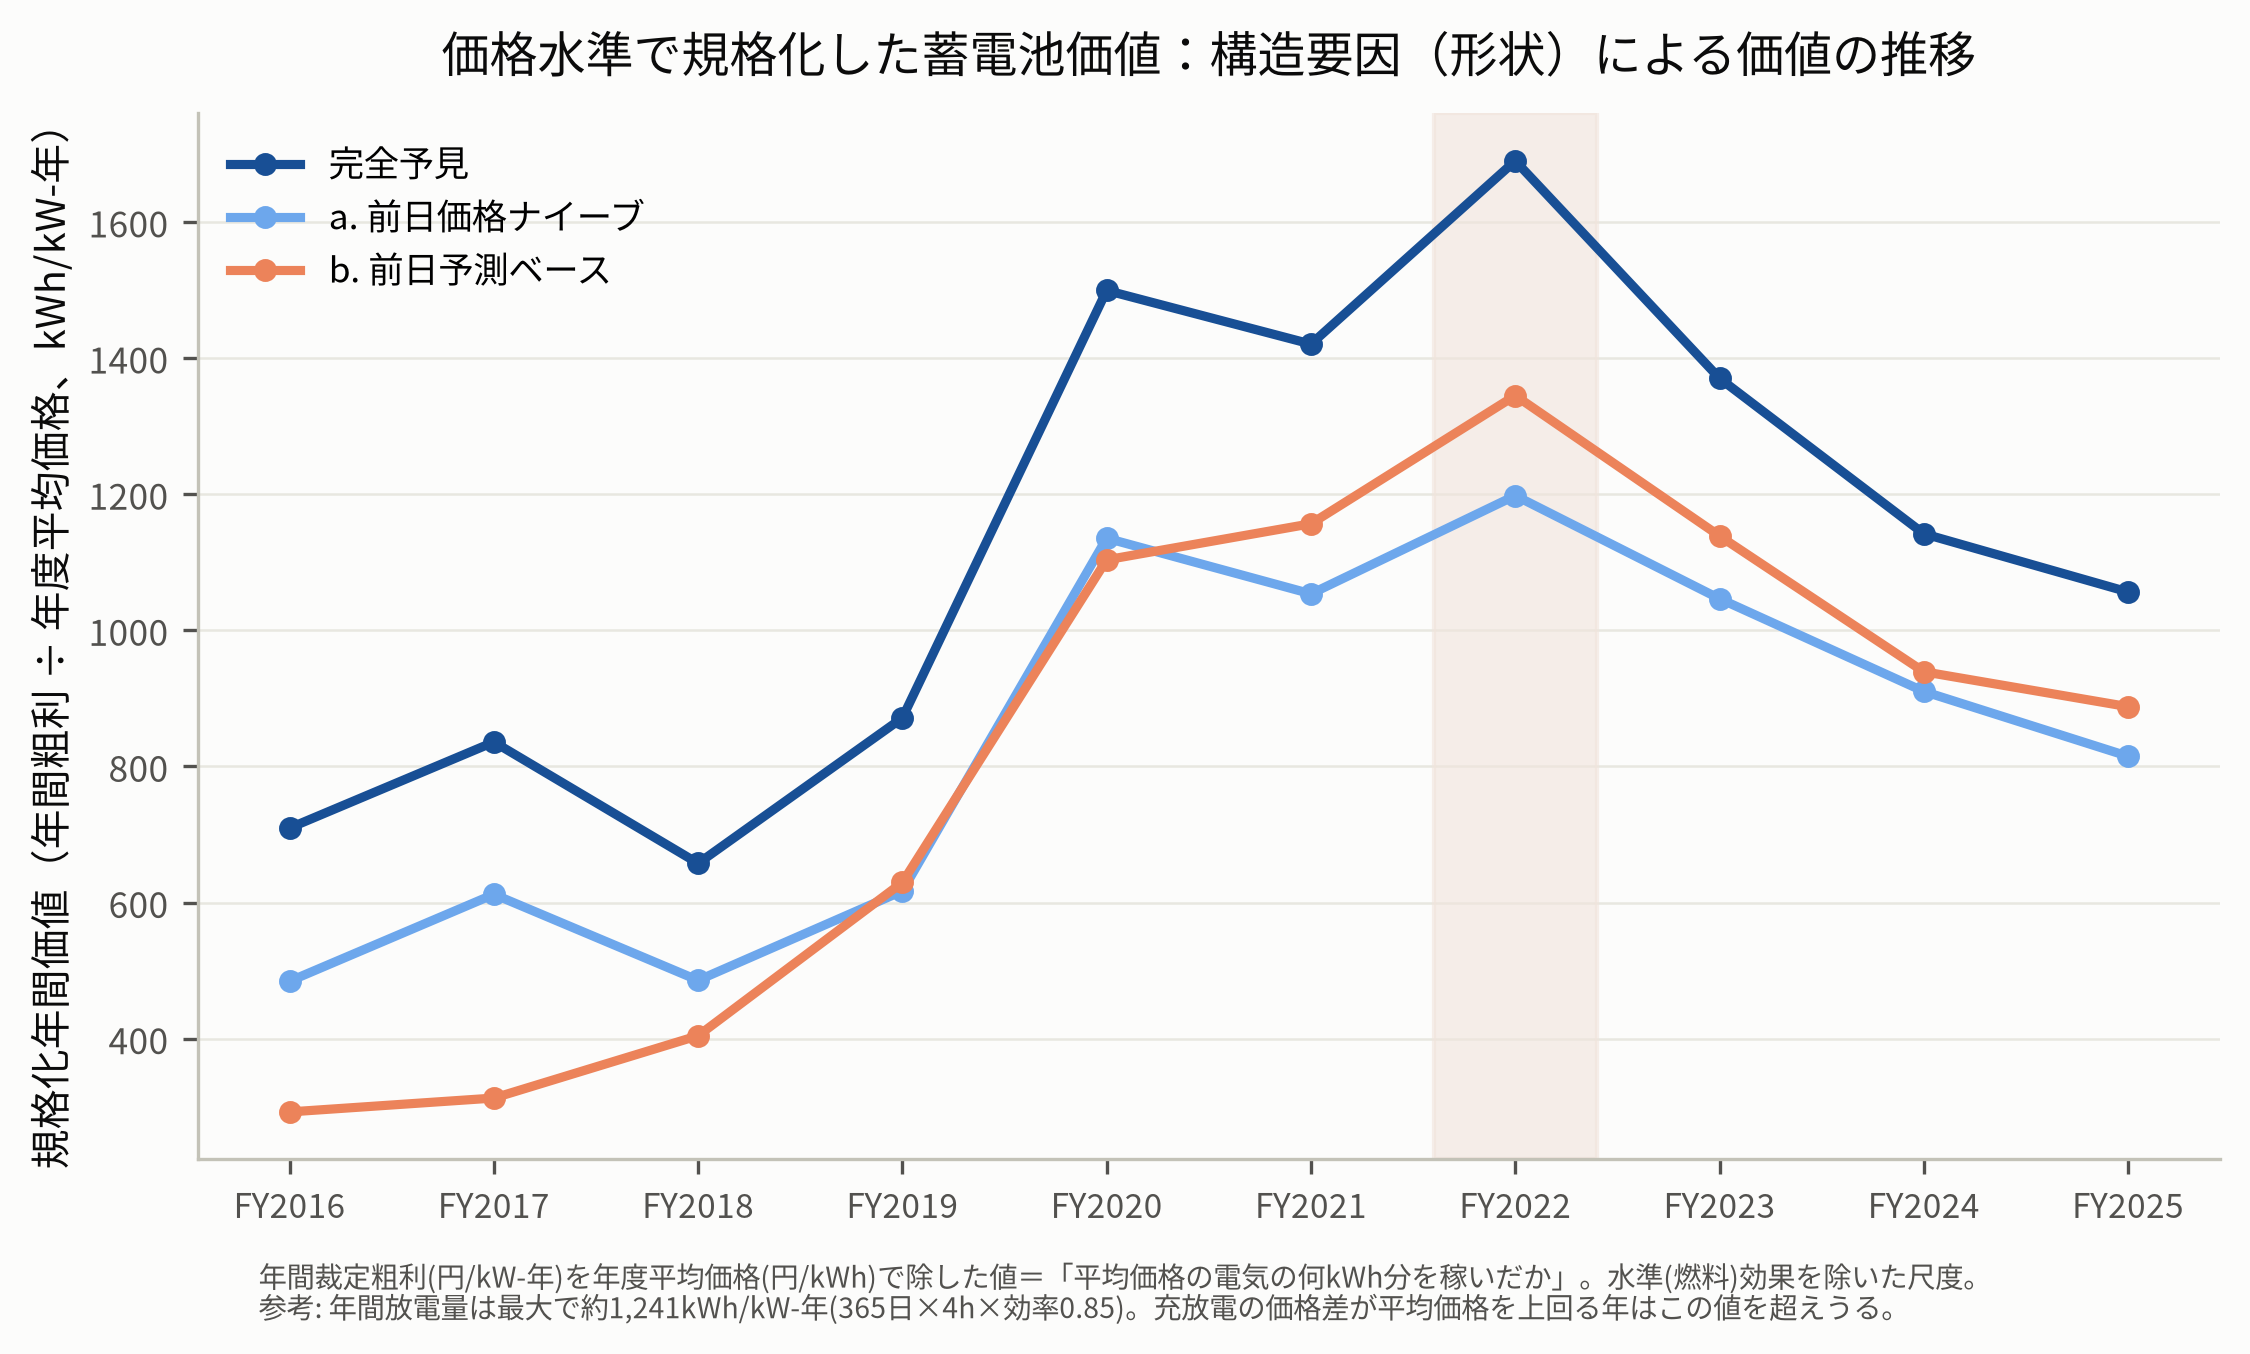 価格水準で規格化した蓄電池価値：構造要因（形状）による価値の推移
規格化年間価値（年間粗利 ÷ 年度平均価格、kWh/kW-年）
完全予見
a. 前日価格ナイーブ
b. 前日予測ベース
1600
1400
1200
1000
800
600
400
FY2016 FY2017 FY2018 FY2019 FY2020 FY2021 FY2022 FY2023 FY2024 FY2025
年間裁定粗利(円/kW-年)を年度平均価格(円/kWh)で除した値＝「平均価格の電気の何kWh分を稼いだか」。水準(燃料)効果を除いた尺度。
参考: 年間放電量は最大で約1,241kWh/kW-年(365日×4h×効率0.85)。充放電の価格差が平均価格を上回る年はこの値を超えうる。